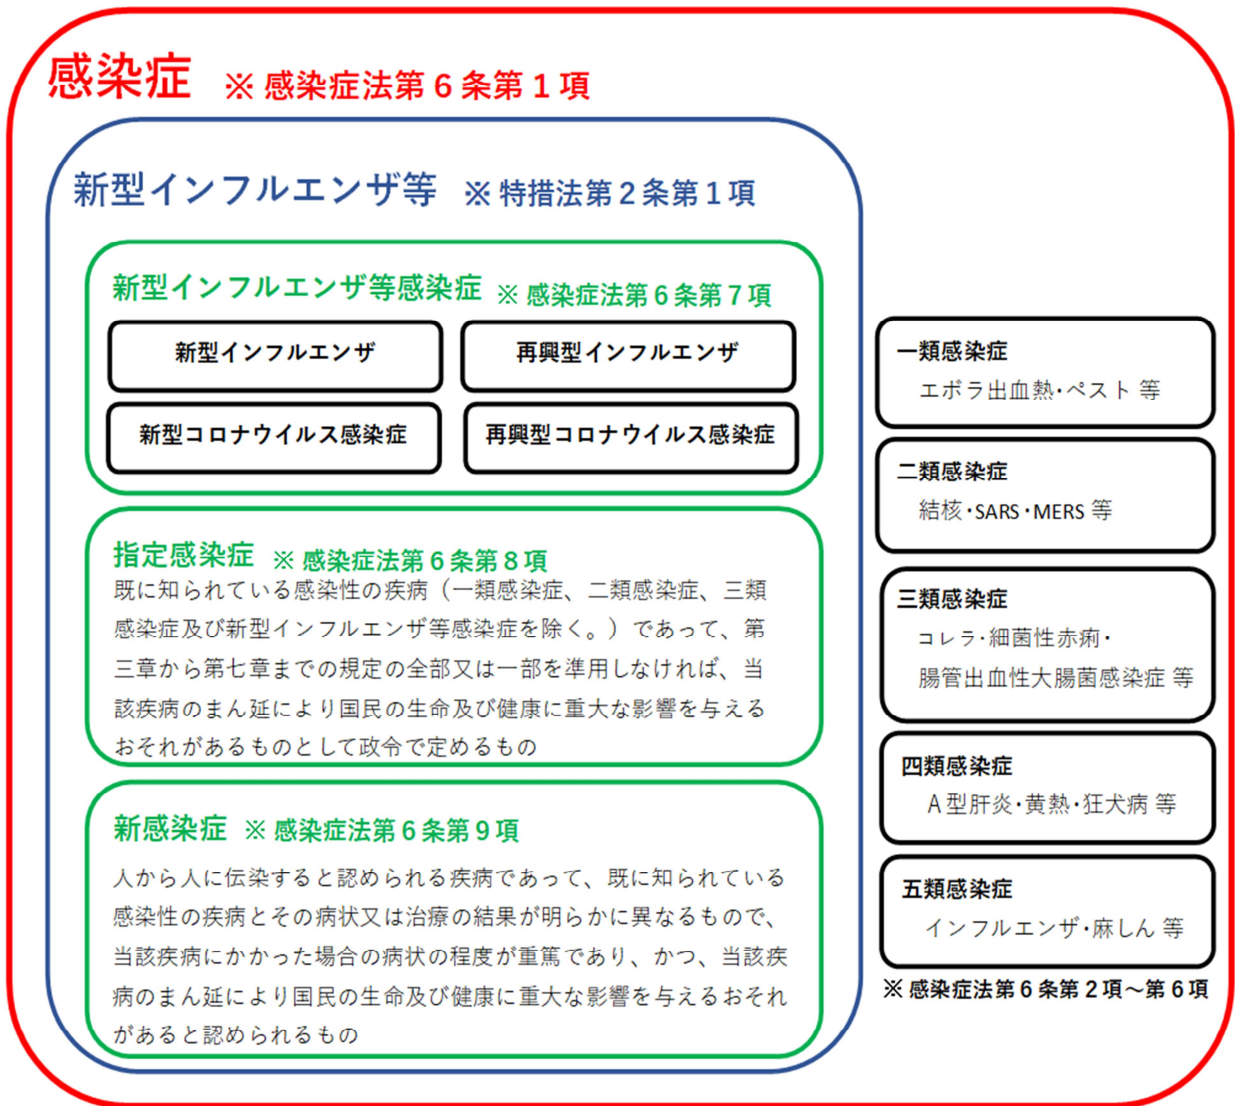 感染症 ※ 感染症法第６条第１項
新型インフルエンザ等 ※ 特措法第２条第１項
新型インフルエンザ等感染症 ※ 感染症法第６条第７項
新型インフルエンザ
再興型インフルエンザ
新型コロナウイルス感染症
再興型コロナウイルス感染症
指定感染症 ※ 感染症法第６条第８項
既に知られている感染性の疾病（一類感染症、二類感染症、三類
感染症及び新型インフルエンザ等感染症を除く。）であって、第
三章から第七章までの規定の全部又は一部を準用しなければ、当
該疾病のまん延により国民の生命及び健康に重大な影響を与える
おそれがあるものとして政令で定めるもの
新感染症 ※ 感染症法第６条第９項
人から人に伝染すると認められる疾病であって、既に知られている
感染性の疾病とその病状又は治療の結果が明らかに異なるもので、
当該疾病にかかった場合の病状の程度が重篤であり、かつ、当該疾
病のまん延により国民の生命及び健康に重大な影響を与えるおそれ
があると認められるもの
一類感染症
エボラ出血熱・ペスト 等
二類感染症
結核・SARS・MERS 等
三類感染症
コレラ・細菌性赤痢・
腸管出血性大腸菌感染症 等
四類感染症
Ａ型肝炎・黄熱・狂犬病 等
五類感染症
インフルエンザ・麻しん 等
※ 感染症法第６条第２項～第６項